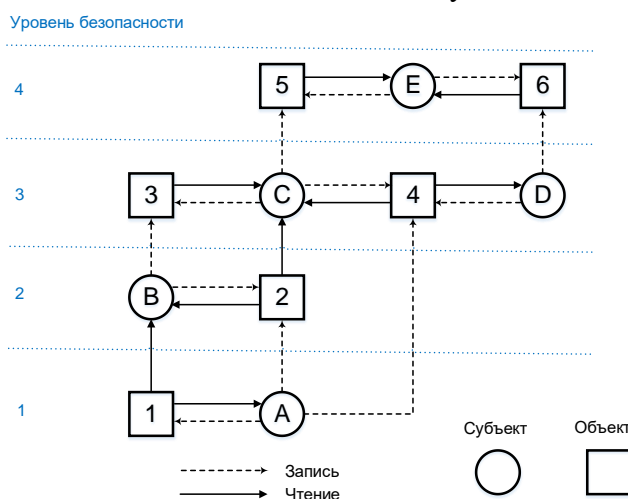 Уровень безопасности
4
5
E
6
3
3
C
4
D
2
B
2
1
1
A
Субъект
Объект
Запись
Чтение